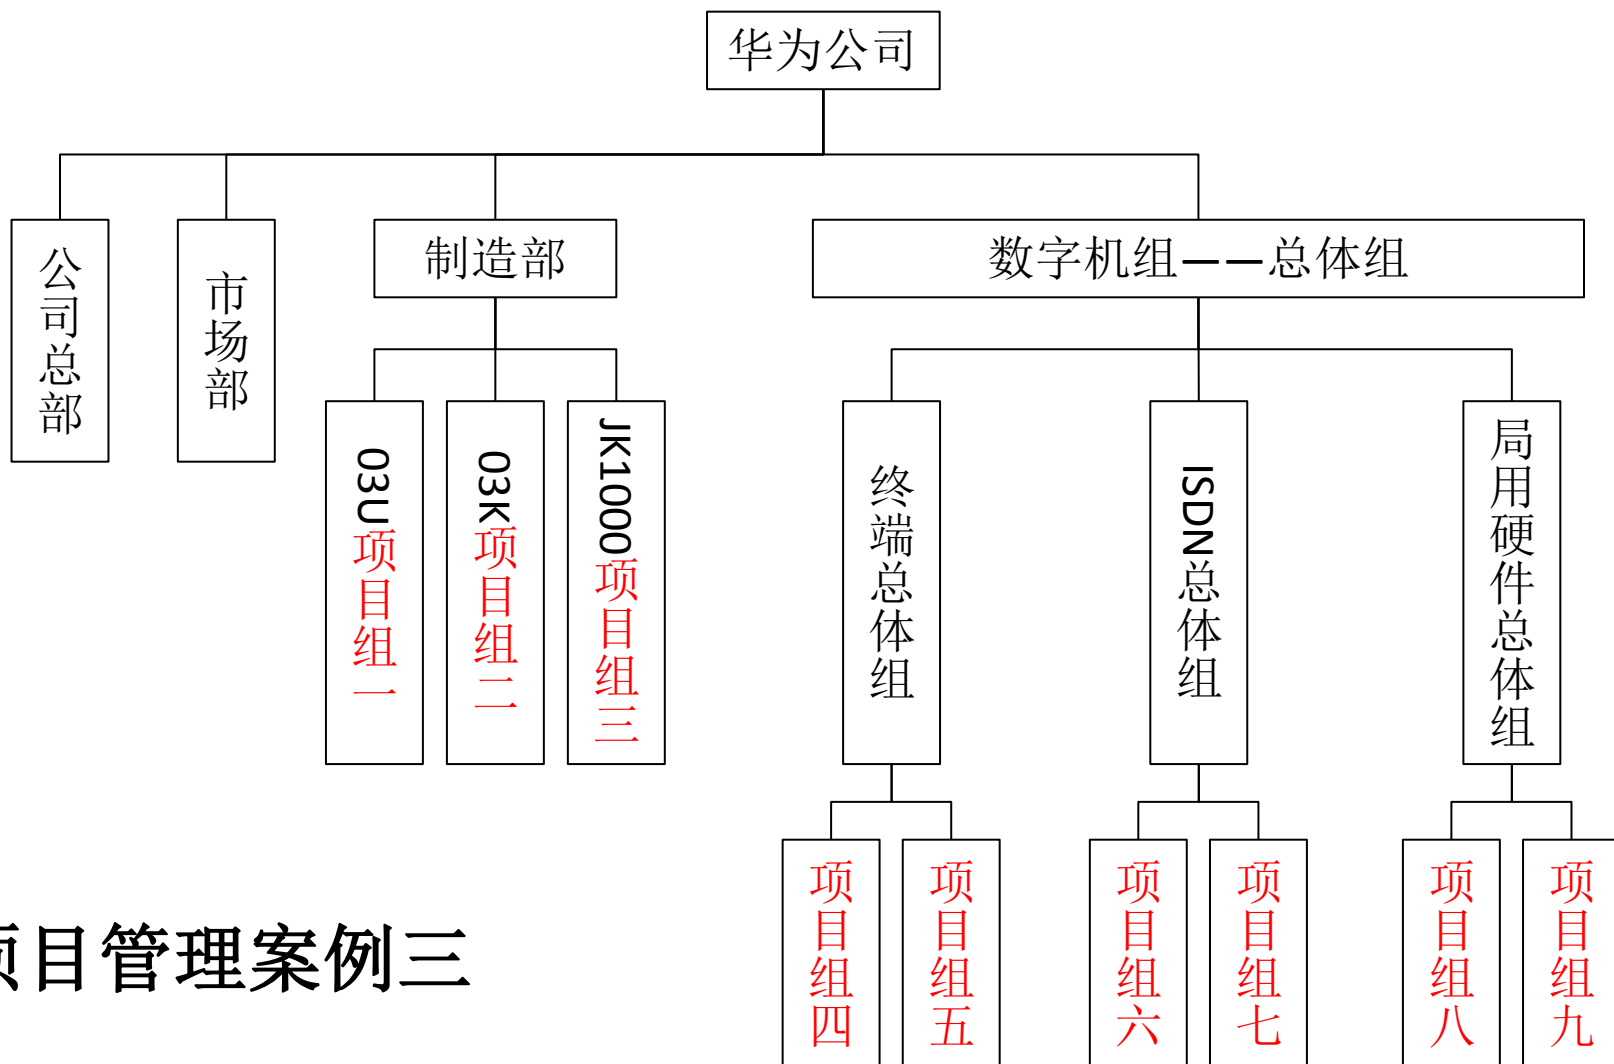 华为公司
公司总部
市场部
制造部
数字机组——总体组
03U项目组一
03K项目组二
JK1000项目组三
终端总体组
ISDN总体组
局用硬件总体组
项目组四
项目组五
项目组六
项目组七
项目组八
项目组九
项目管理案例三